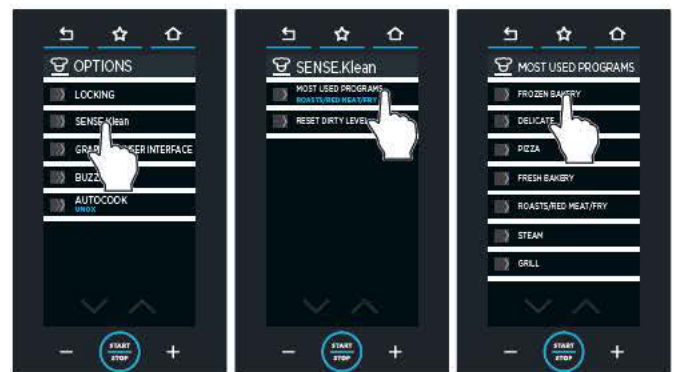 OPTIONS
LOCKING
SENSE.Klean
INTERFACE
AUTOCOOK
UNOX
−
START
STOP
+
SENSE.Klean
MOST USED PROGRAMS
ROASTS/RED MEAT/FRY
RESET DIRTY LEVEL
−
START
STOP
+
MOST USED PROGRAMS
FROZEN BAKERY
DELICATE
PIZZA
FRESH BAKERY
ROASTS/RED MEAT/FRY
STEAM
GRILL
−
START
STOP
+